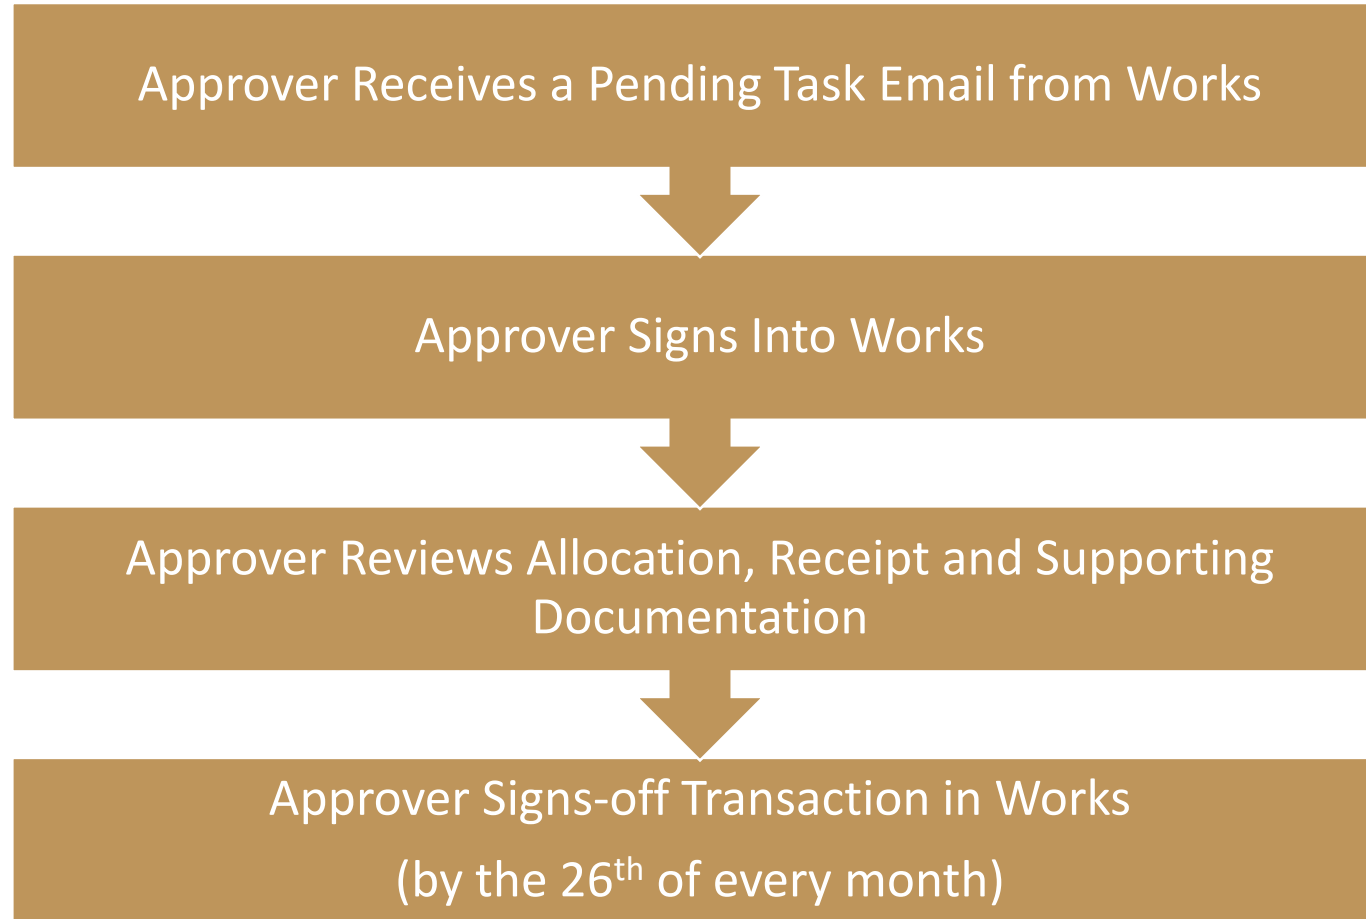 Approver Receives a Pending Task Email from Works
Approver Signs Into Works
Approver Reviews Allocation, Receipt and Supporting
Documentation
Approver Signs-off Transaction in Works
(by the 26th of every month)